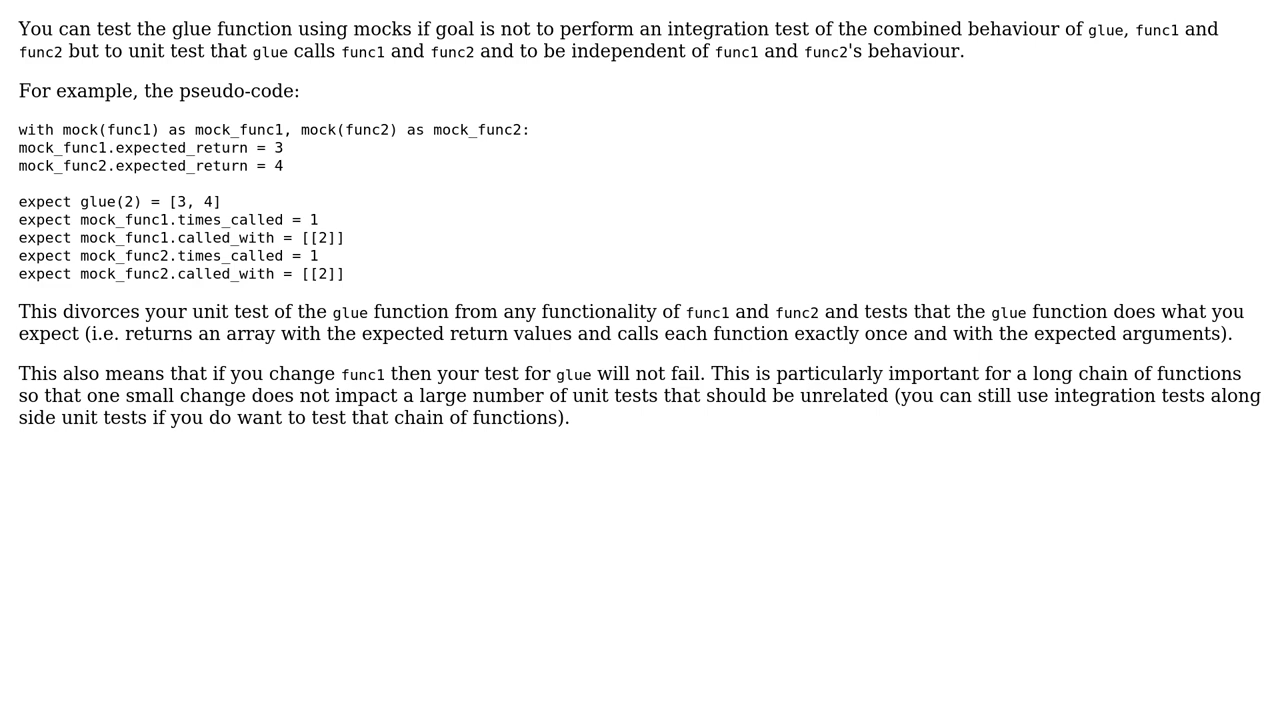 You can test the glue function using mocks if goal is not to perform an integration test of the combined behaviour of glue, func1 and
func2 but to unit test that glue calls func1 and func2 and to be independent of func1 and func2's behaviour.
For example, the pseudo-code:
with mock(func1) as mock_func1, mock(func2) as mock_func2:
mock_func1.expected_return = 3
mock_func2.expected_return = 4
expect glue(2) = [3, 4]
expect mock_func1.times_called = 1
expect mock_func1.called_with = [[2]]
expect mock_func2.times_called = 1
expect mock_func2.called_with = [[2]]
This divorces your unit test of the glue function from any functionality of func1 and func2 and tests that the glue function does what you
expect (i.e. returns an array with the expected return values and calls each function exactly once and with the expected arguments).
This also means that if you change func1 then your test for glue will not fail. This is particularly important for a long chain of functions
so that one small change does not impact a large number of unit tests that should be unrelated (you can still use integration tests along
side unit tests if you do want to test that chain of functions).